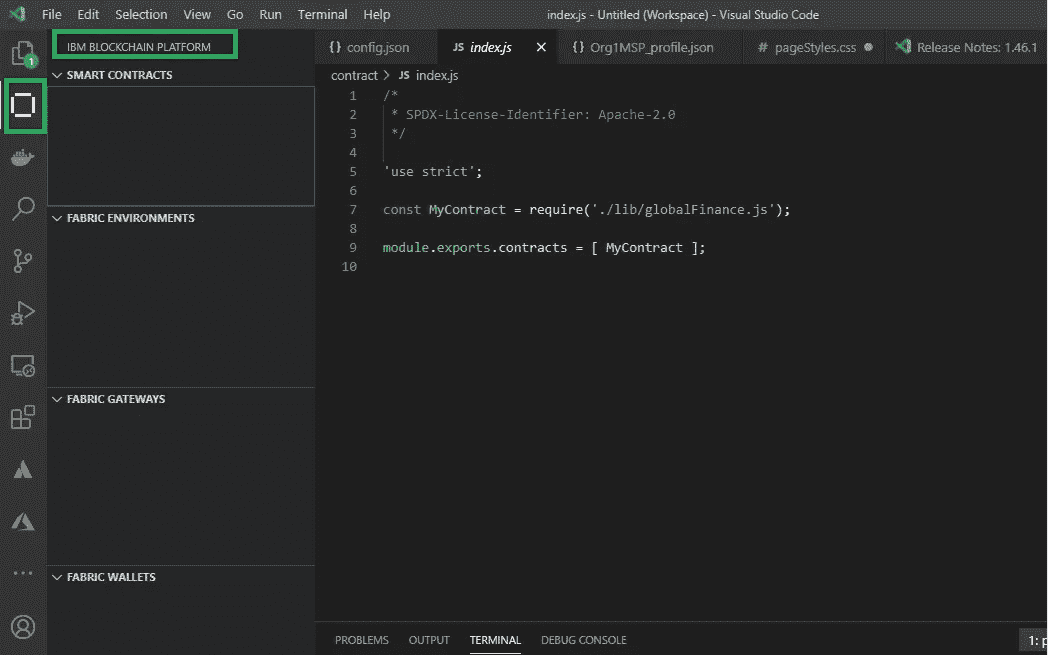 File Edit Selection View Go Run Terminal Help index.js - Untitled (Workspace) - Visual Studio Code
IBM BLOCKCHAIN PLATFORM
{} config.json JS index.js × {} Org1MSP_profile.json # pageStyles.css ● Release Notes: 1.46.1
1
SMART CONTRACTS
contract > JS index.js
1 /*
2 * SPDX-License-Identifier: Apache-2.0
3 */
4
5 'use strict';
6
7 const MyContract = require('./lib/globalFinance.js');
8
9 module.exports.contracts = [ MyContract ];
10
FABRIC ENVIRONMENTS
FABRIC GATEWAYS
FABRIC WALLETS
PROBLEMS OUTPUT TERMINAL DEBUG CONSOLE 1: p